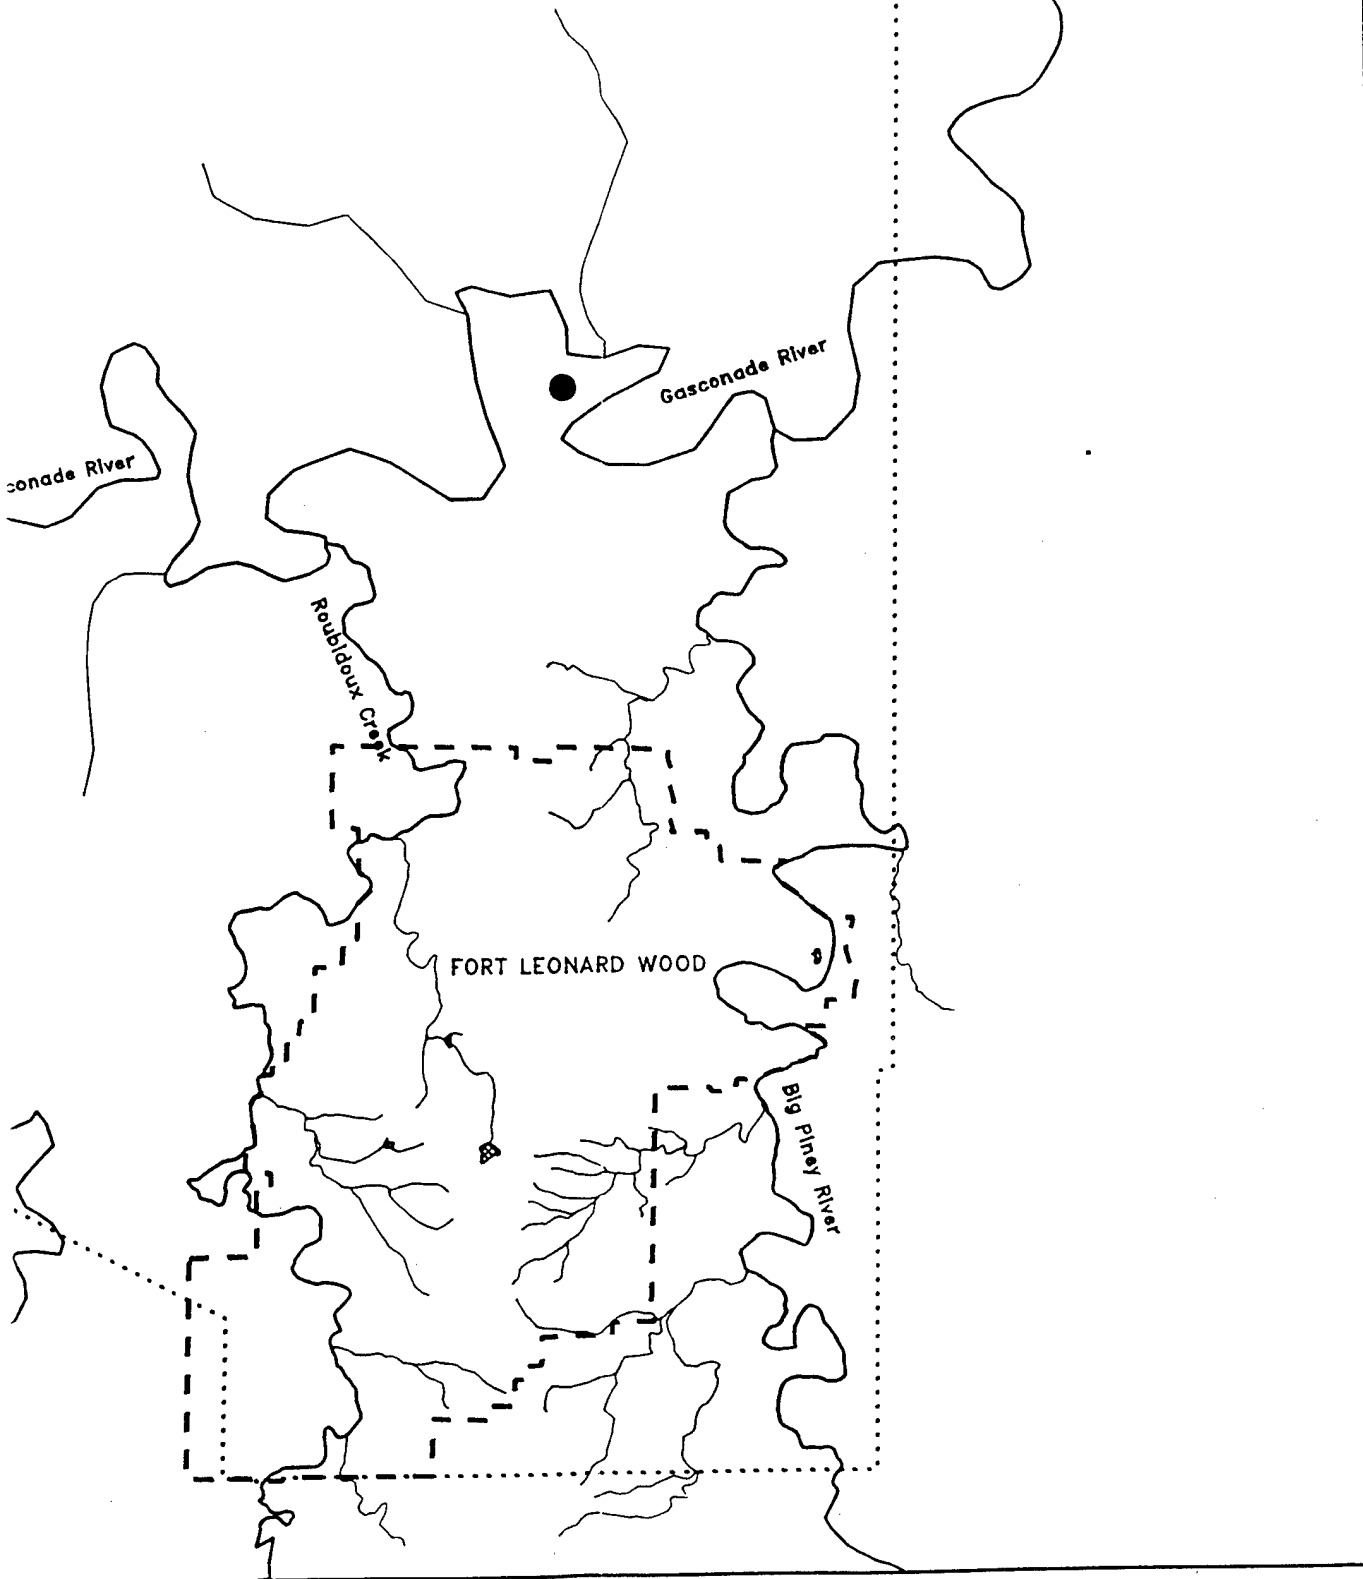 Gasconade River
conade River
Roubidoux Creek
FORT LEONARD WOOD
Big Piney River